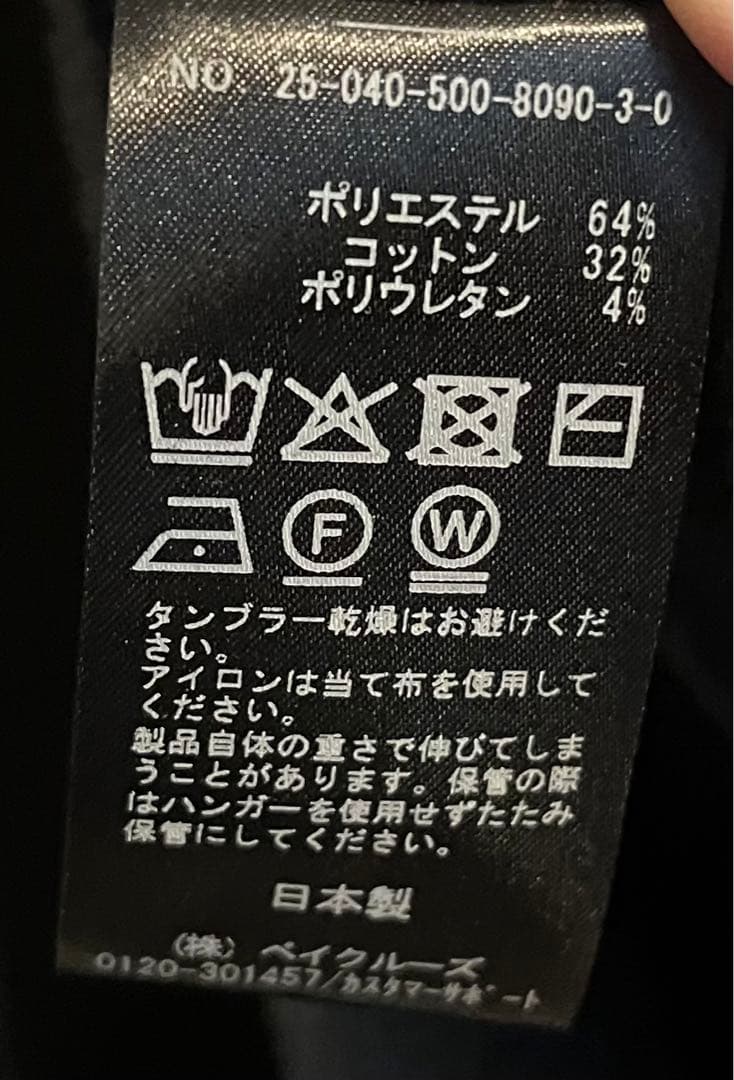 NO. 25-040-500-8090-3-0
ポリエステル 64%
コットン 32%
ポリウレタン 4%
F W
タンブラー乾燥はお避けくだ
さい。
アイロンは当て布を使用して
ください。
製品自体の重さで伸びてしま
うことがあります。保管の際
はハンガーを使用せずたたみ
保管にしてください。
日本製
(株) ベイクルーズ
0120-301457/カスタマーサポート